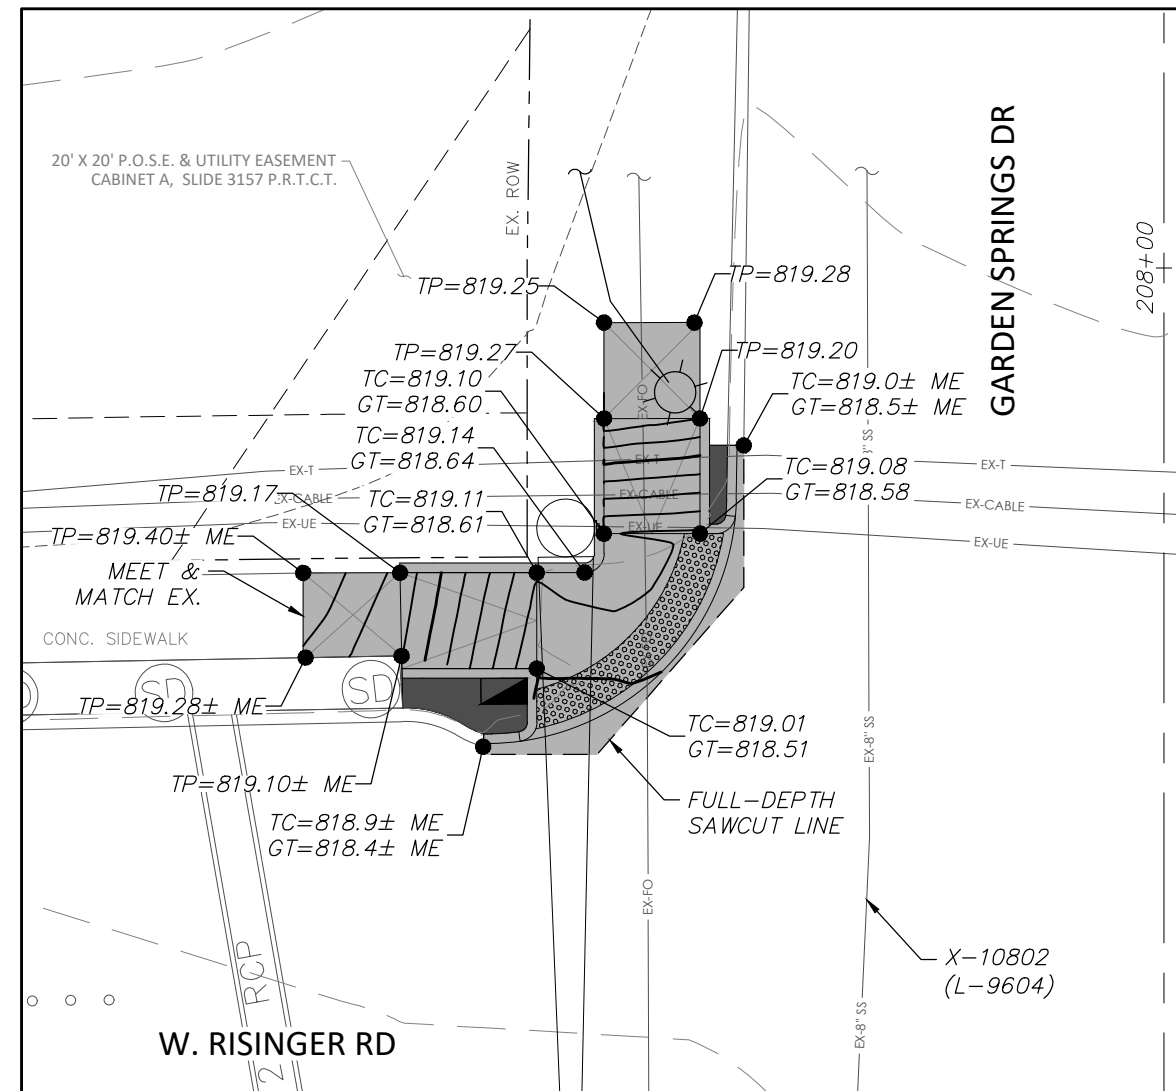 20' X 20' P.O.S.E. & UTILITY EASEMENT
CABINET A, SLIDE 3157 P.R.T.C.T.
EX. ROW
GARDEN SPRINGS DR
208+00
TP=819.25
TP=819.28
TP=819.27
TP=819.20
TC=819.10
GT=818.60
TC=819.0± ME
GT=818.5± ME
EX-FO
TC=819.14
GT=818.64
EX-T
EX-T
EX-T
TC=819.08
GT=818.58
8" SS
TP=819.17
EX-CABLE
EX-CABLE
EX-CABLE
TC=819.11
GT=818.61
EX-UE
EX-UE
EX-UE
TP=819.40± ME
MEET &
MATCH EX.
CONC. SIDEWALK
SD
SD
TP=819.28± ME
TC=819.01
GT=818.51
EX-8" SS
TP=819.10± ME
FULL-DEPTH
SAWCUT LINE
TC=818.9± ME
GT=818.4± ME
EX-FO
X-10802
(L-9604)
EX-8" SS
2 RCP
W. RISINGER RD